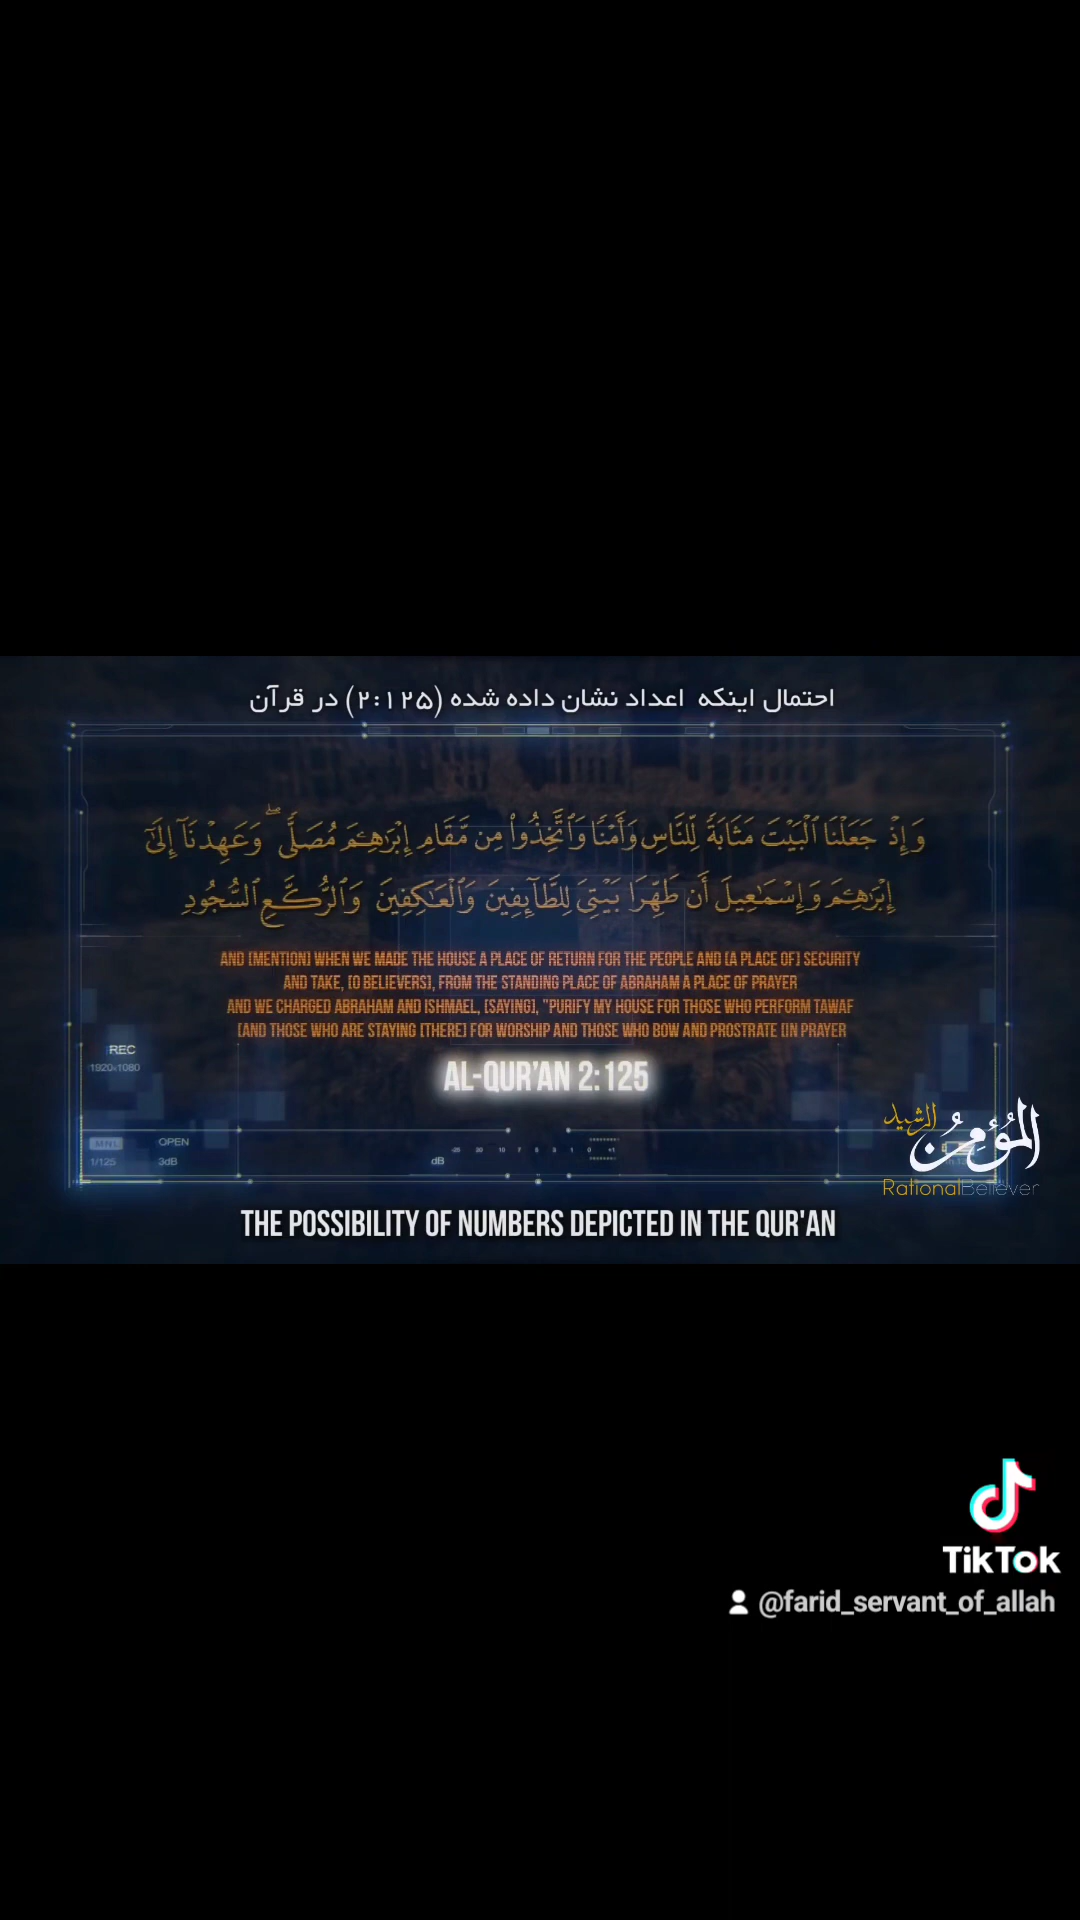 احتمال اینکه اعداد نشان داده شده (۲:۱۲۵) در قرآن
وَإِذْ جَعَلْنَا ٱلْبَيْتَ مَثَابَةً لِّلنَّاسِ وَأَمْنًا وَٱتَّخِذُوا۟ مِن مَّقَامِ إِبْرَٰهِـۧمَ مُصَلًّى ۖ وَعَهِدْنَآ إِلَىٰٓ
إِبْرَٰهِـۧمَ وَإِسْمَـٰعِيلَ أَن طَهِّرَا بَيْتِىَ لِلطَّآئِفِينَ وَٱلْعَـٰكِفِينَ وَٱلرُّكَّعِ ٱلسُّجُودِ
AND [MENTION] WHEN WE MADE THE HOUSE A PLACE OF RETURN FOR THE PEOPLE AND [A PLACE OF] SECURITY
AND TAKE, [O BELIEVERS], FROM THE STANDING PLACE OF ABRAHAM A PLACE OF PRAYER
AND WE CHARGED ABRAHAM AND ISHMAEL, [SAYING], "PURIFY MY HOUSE FOR THOSE WHO PERFORM TAWAF
[AND THOSE WHO ARE STAYING [THERE] FOR WORSHIP AND THOSE WHO BOW AND PROSTRATE [IN PRAYER
REC
1920x1080
AL-QUR'AN 2:125
المؤمن الرشيد
RationalBeliever
MNL
OPEN
1/125
3dB
dB
THE POSSIBILITY OF NUMBERS DEPICTED IN THE QUR'AN
TikTok
@farid_servant_of_allah